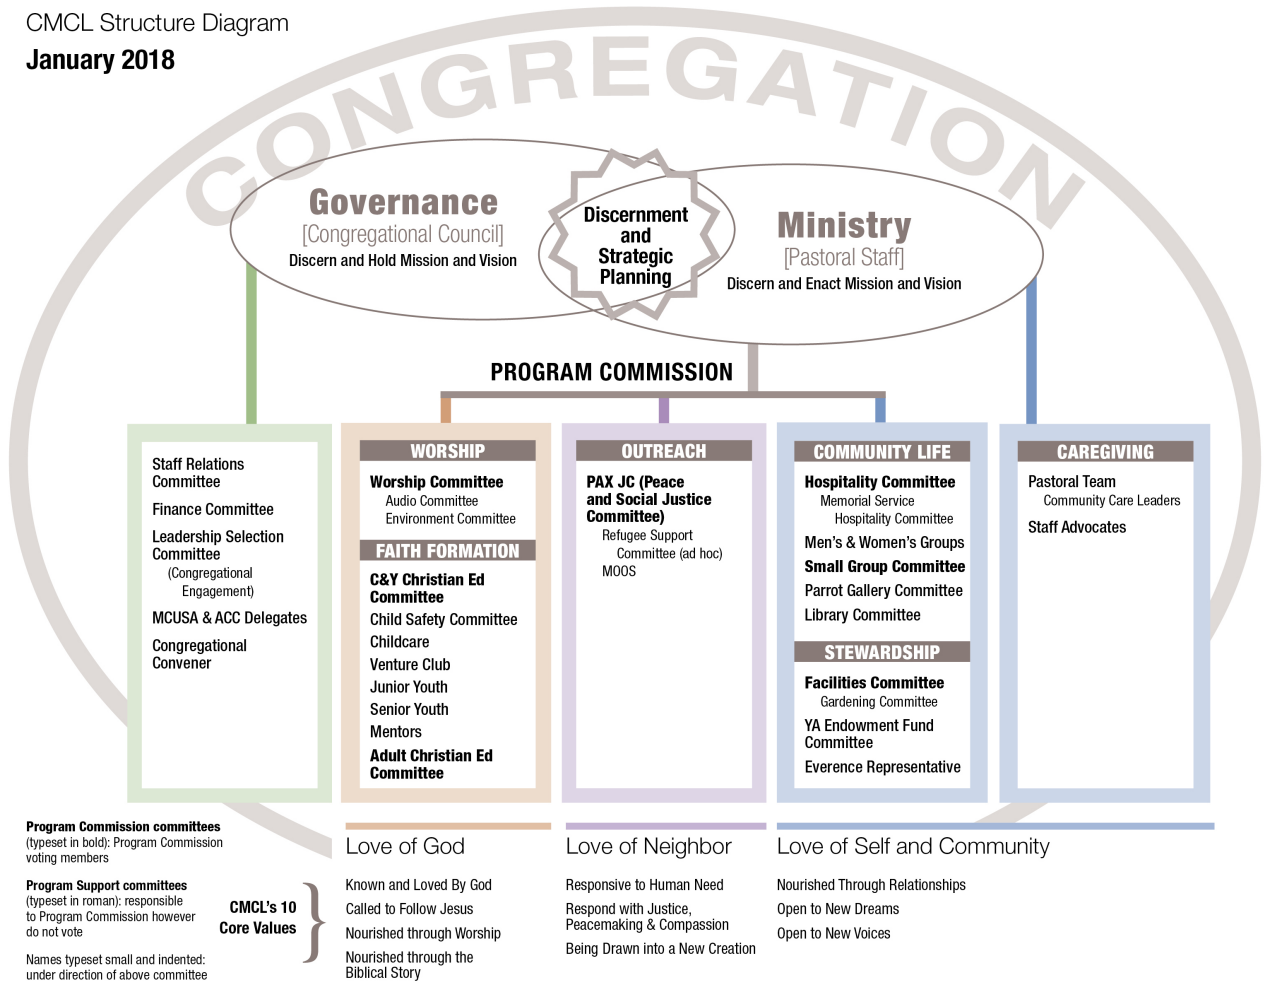 CMCL Structure Diagram
January 2018
CONGREGATION
Governance
[Congregational Council]
Discern and Hold Mission and Vision
Discernment
and
Strategic
Planning
Ministry
[Pastoral Staff]
Discern and Enact Mission and Vision
PROGRAM COMMISSION
Staff Relations
Committee
Finance Committee
Leadership Selection
Committee
(Congregational
Engagement)
MCUSA & ACC Delegates
Congregational
Convener
WORSHIP
Worship Committee
Audio Committee
Environment Committee
FAITH FORMATION
C&Y Christian Ed
Committee
Child Safety Committee
Childcare
Venture Club
Junior Youth
Senior Youth
Mentors
Adult Christian Ed
Committee
OUTREACH
PAX JC (Peace
and Social Justice
Committee)
Refugee Support
Committee (ad hoc)
MOOS
COMMUNITY LIFE
Hospitality Committee
Memorial Service
Hospitality Committee
Men's & Women's Groups
Small Group Committee
Parrot Gallery Committee
Library Committee
STEWARDSHIP
Facilities Committee
Gardening Committee
YA Endowment Fund
Committee
Everence Representative
CAREGIVING
Pastoral Team
Community Care Leaders
Staff Advocates
Program Commission committees
(typeset in bold): Program Commission
voting members
Program Support committees
(typeset in roman): responsible
to Program Commission however
do not vote
Names typeset small and indented:
under direction of above committee
CMCL's 10
Core Values
Love of God
Known and Loved By God
Called to Follow Jesus
Nourished through Worship
Nourished through the
Biblical Story
Love of Neighbor
Responsive to Human Need
Respond with Justice,
Peacemaking & Compassion
Being Drawn into a New Creation
Love of Self and Community
Nourished Through Relationships
Open to New Dreams
Open to New Voices